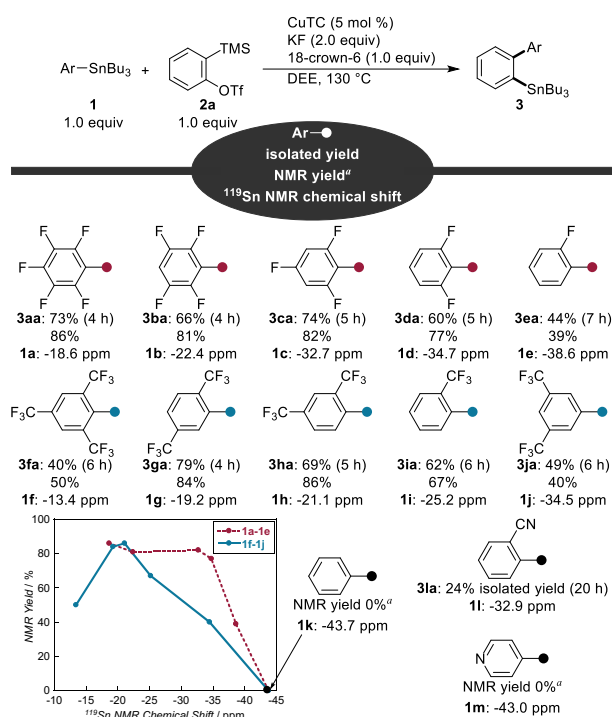 CuTC (5 mol %)
KF (2.0 equiv)
18-crown-6 (1.0 equiv)
DEE, 130 °C
Ar—SnBu3 + TMS OTf
Ar SnBu3
1 2a 3
1.0 equiv 1.0 equiv
Ar
isolated yield
NMR yieldᵃ
¹¹⁹Sn NMR chemical shift
F F F F F
F F F F
F F F
F F
F
3aa: 73% (4 h) 3ba: 66% (4 h) 3ca: 74% (5 h) 3da: 60% (5 h) 3ea: 44% (7 h)
86% 81% 82% 77% 39%
1a: -18.6 ppm 1b: -22.4 ppm 1c: -32.7 ppm 1d: -34.7 ppm 1e: -38.6 ppm
CF3 F3C CF3
CF3 F3C
CF3 F3C
CF3
F3C F3C
3fa: 40% (6 h) 3ga: 79% (4 h) 3ha: 69% (5 h) 3ia: 62% (6 h) 3ja: 49% (6 h)
50% 84% 86% 67% 40%
1f: -13.4 ppm 1g: -19.2 ppm 1h: -21.1 ppm 1i: -25.2 ppm 1j: -34.5 ppm
NMR Yield / %
100
80
60
40
20
0
-10 -15 -20 -25 -30 -35 -40 -45
¹¹⁹Sn NMR Chemical Shift / ppm
1a-1e
1f-1j
NMR yield 0%ᵃ
1k: -43.7 ppm
CN
3la: 24% isolated yield (20 h)
1l: -32.9 ppm
N
NMR yield 0%ᵃ
1m: -43.0 ppm